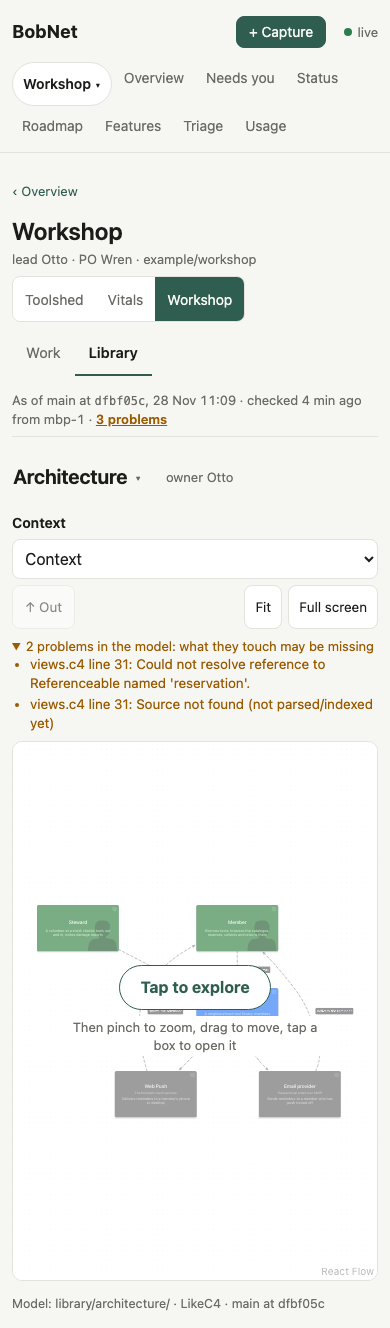 BobNet
+ Capture
live
Workshop ▾
Overview
Needs you
Status
Roadmap
Features
Triage
Usage
‹ Overview
Workshop
lead Otto · PO Wren · example/workshop
Toolshed
Vitals
Workshop
Work
Library
As of main at dfbf05c, 28 Nov 11:09 · checked 4 min ago
from mbp-1 · 3 problems
Architecture ▾
owner Otto
Context
Context
↑ Out
Fit
Full screen
▼ 2 problems in the model: what they touch may be missing
• views.c4 line 31: Could not resolve reference to
Referenceable named 'reservation'.
• views.c4 line 31: Source not found (not parsed/indexed
yet)
Steward
Member
Tap to explore
Then pinch to zoom, drag to move, tap a
box to open it
Web Push
Email provider
React Flow
Model: library/architecture/ · LikeC4 · main at dfbf05c